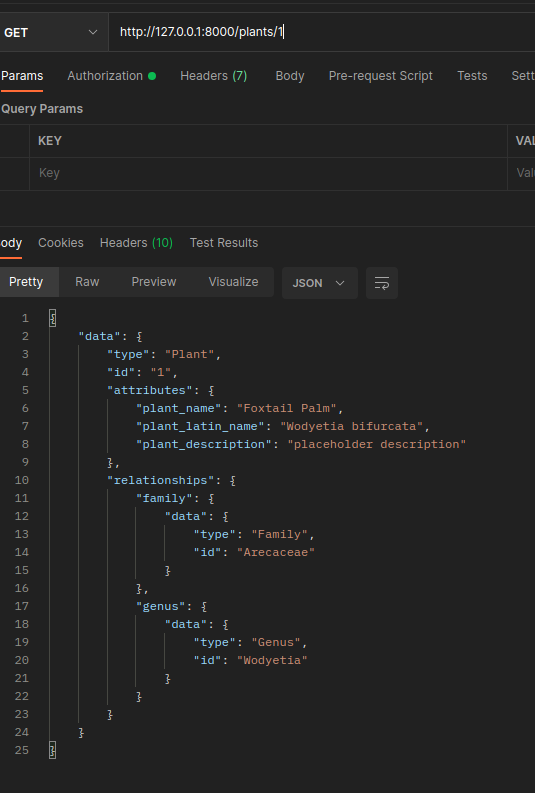 GET http://127.0.0.1:8000/plants/1
Params Authorization Headers (7) Body Pre-request Script Tests Sett
Query Params
KEY VAL
Key Valu
ody Cookies Headers (10) Test Results
Pretty Raw Preview Visualize JSON
1 {
2 "data": {
3 "type": "Plant",
4 "id": "1",
5 "attributes": {
6 "plant_name": "Foxtail Palm",
7 "plant_latin_name": "Wodyetia bifurcata",
8 "plant_description": "placeholder description"
9 },
10 "relationships": {
11 "family": {
12 "data": {
13 "type": "Family",
14 "id": "Arecaceae"
15 }
16 },
17 "genus": {
18 "data": {
19 "type": "Genus",
20 "id": "Wodyetia"
21 }
22 }
23 }
24 }
25 }